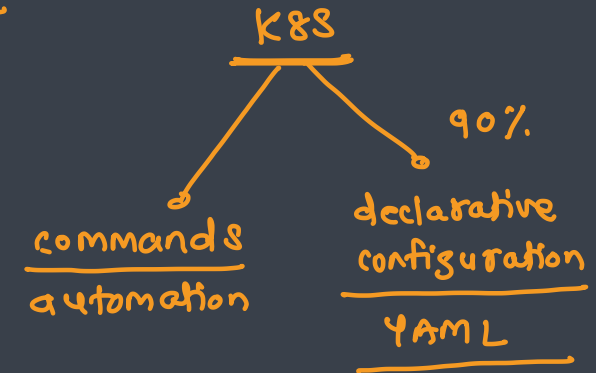 K8S
90%
commands
automation
declarative
configuration
YAML